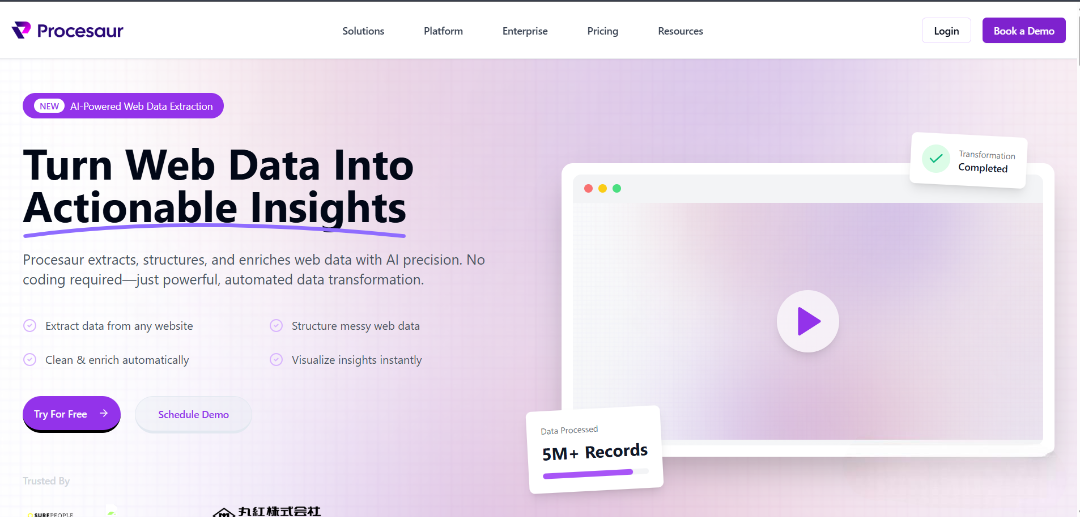 Procesaur
Solutions
Platform
Enterprise
Pricing
Resources
Login
Book a Demo
NEW AI-Powered Web Data Extraction
Turn Web Data Into
Actionable Insights
Procesaur extracts, structures, and enriches web data with AI precision. No
coding required—just powerful, automated data transformation.
Extract data from any website
Structure messy web data
Clean & enrich automatically
Visualize insights instantly
Try For Free
Schedule Demo
Transformation
Completed
Data Processed
5M+ Records
Trusted By
SURFPEOPLE
丸紅株式会社